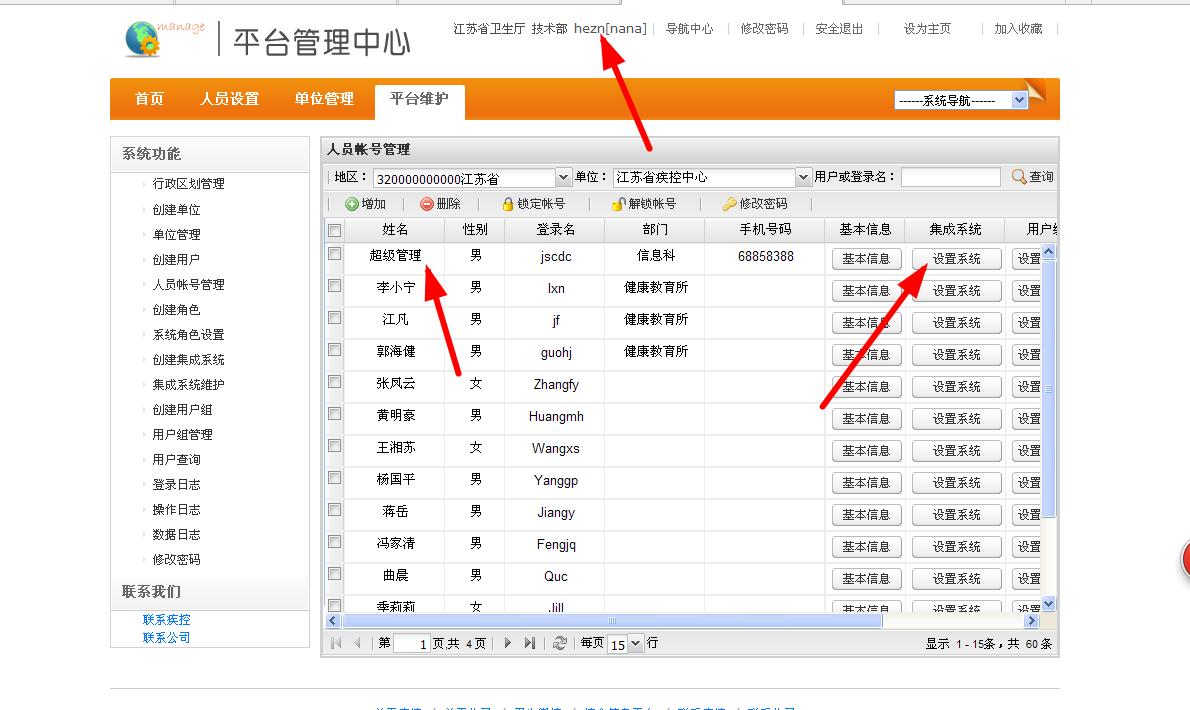 manage
平台管理中心
江苏省卫生厅 技术部 hezn[nana] 导航中心 修改密码 安全退出 设为主页 加入收藏
首页 人员设置 单位管理 平台维护 ------系统导航------
系统功能
行政区划管理
创建单位
单位管理
创建用户
人员帐号管理
创建角色
系统角色设置
创建集成系统
集成系统维护
创建用户组
用户组管理
用户查询
登录日志
操作日志
数据日志
修改密码
联系我们
联系疾控
联系公司
人员帐号管理
地区： 320000000000江苏省 单位： 江苏省疾控中心 用户或登录名： 查询
增加 删除 锁定帐号 解锁帐号 修改密码
姓名 性别 登录名 部门 手机号码 基本信息 集成系统 用户
超级管理 男 jscdc 信息科 68858388 基本信息 设置系统 设置
李小宁 男 lxn 健康教育所 基本信息 设置系统 设置
江凡 男 jf 健康教育所 基本信息 设置系统 设置
郭海健 男 guohj 健康教育所 基本信息 设置系统 设置
张凤云 女 Zhangfy 基本信息 设置系统 设置
黄明豪 男 Huangmh 基本信息 设置系统 设置
王湘苏 女 Wangxs 基本信息 设置系统 设置
杨国平 男 Yanggp 基本信息 设置系统 设置
蒋岳 男 Jiangy 基本信息 设置系统 设置
冯家清 男 Fengjq 基本信息 设置系统 设置
曲晨 男 Quc 基本信息 设置系统 设置
季莉莉 女 Jill 基本信息 设置系统 设置
第 1 页,共 4 页 每页 15 行 显示 1 - 15条，共 60 条